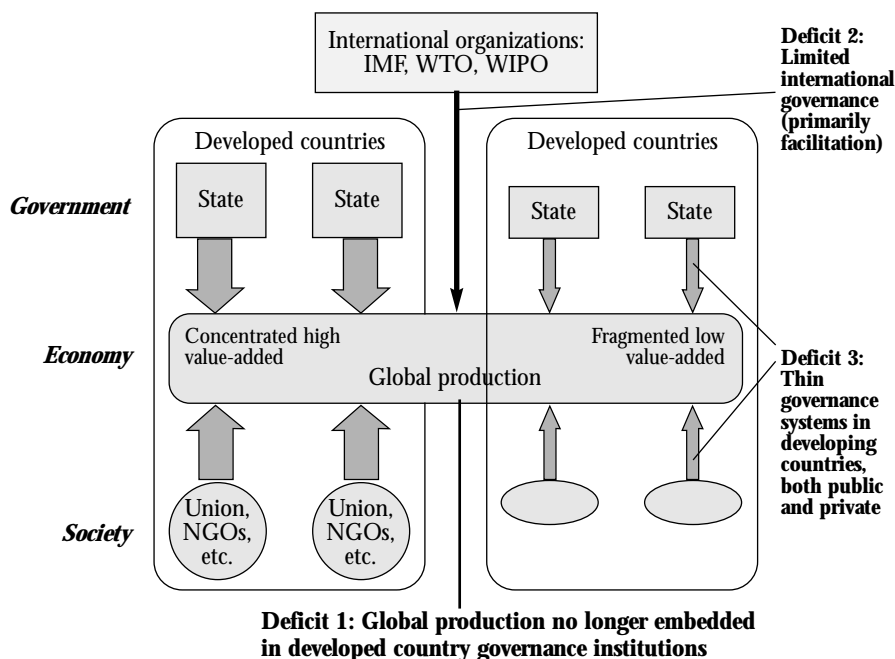 International organizations:
IMF, WTO, WIPO
Deficit 2:
Limited
international
governance
(primarily
facilitation)
Developed countries
Developed countries
Government
State
State
State
State
Economy
Concentrated high
value-added
Fragmented low
value-added
Global production
Deficit 3:
Thin
governance
systems in
developing
countries,
both public
and private
Society
Union,
NGOs,
etc.
Union,
NGOs,
etc.
Deficit 1: Global production no longer embedded
in developed country governance institutions